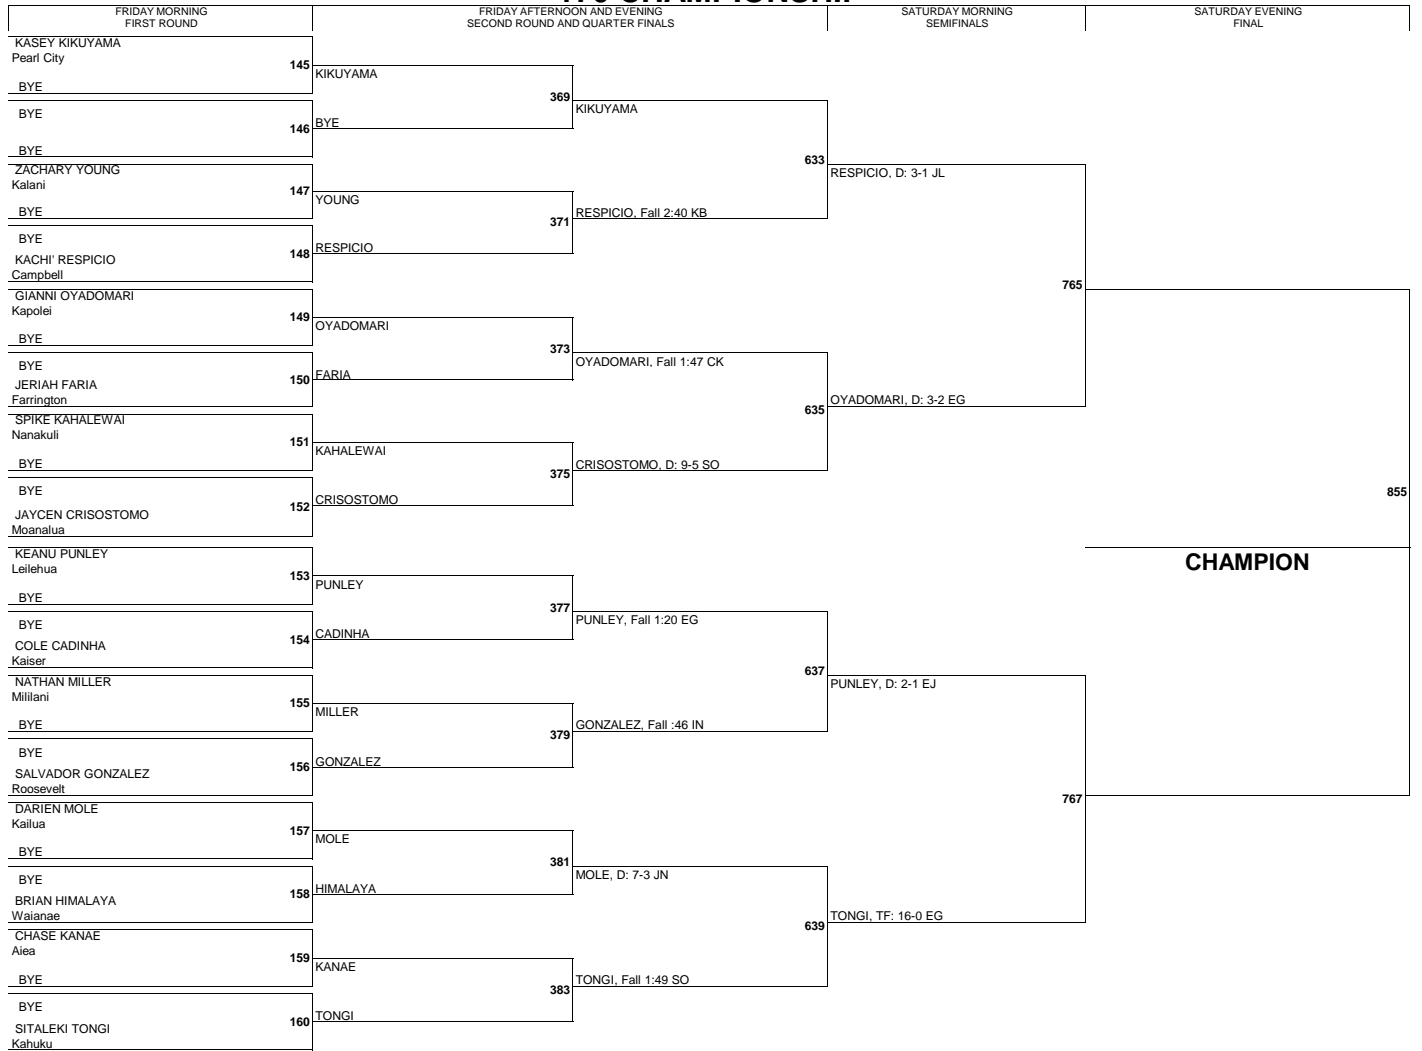 FRIDAY MORNING
FIRST ROUND
FRIDAY AFTERNOON AND EVENING
SECOND ROUND AND QUARTER FINALS
SATURDAY MORNING
SEMIFINALS
SATURDAY EVENING
FINAL
KASEY KIKUYAMA
Pearl City
145
BYE
BYE
146
BYE
ZACHARY YOUNG
Kalani
147
BYE
BYE
148
KACHI' RESPICIO
Campbell
GIANNI OYADOMARI
Kapolei
149
BYE
BYE
150
JERIAH FARIA
Farrington
SPIKE KAHALEWAI
Nanakuli
151
BYE
BYE
152
JAYCEN CRISOSTOMO
Moanalua
KEANU PUNLEY
Leilehua
153
BYE
BYE
154
COLE CADINHA
Kaiser
NATHAN MILLER
Mililani
155
BYE
BYE
156
SALVADOR GONZALEZ
Roosevelt
DARIEN MOLE
Kailua
157
BYE
BYE
158
BRIAN HIMALAYA
Waianae
CHASE KANAE
Aiea
159
BYE
BYE
160
SITALEKI TONGI
Kahuku
KIKUYAMA
369
BYE
YOUNG
371
RESPICIO
OYADOMARI
373
FARIA
KAHALEWAI
375
CRISOSTOMO
PUNLEY
377
CADINHA
MILLER
379
GONZALEZ
MOLE
381
HIMALAYA
KANAE
383
TONGI
KIKUYAMA
633
RESPICIO, Fall 2:40 KB
OYADOMARI, Fall 1:47 CK
635
CRISOSTOMO, D: 9-5 SO
PUNLEY, Fall 1:20 EG
637
GONZALEZ, Fall :46 IN
MOLE, D: 7-3 JN
639
TONGI, Fall 1:49 SO
RESPICIO, D: 3-1 JL
765
OYADOMARI, D: 3-2 EG
PUNLEY, D: 2-1 EJ
767
TONGI, TF: 16-0 EG
855
CHAMPION